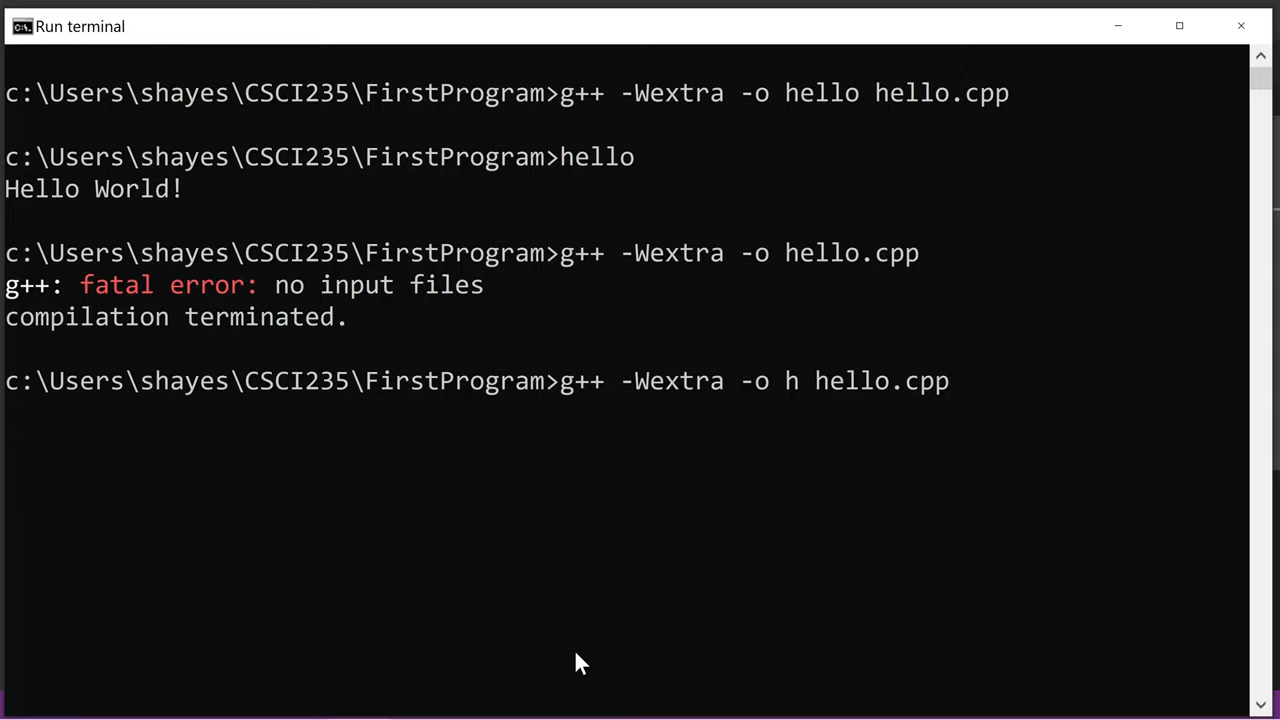 Run terminal
c:\Users\shayes\CSCI235\FirstProgram>g++ -Wextra -o hello hello.cpp
c:\Users\shayes\CSCI235\FirstProgram>hello
Hello World!
c:\Users\shayes\CSCI235\FirstProgram>g++ -Wextra -o hello.cpp
g++: fatal error: no input files
compilation terminated.
c:\Users\shayes\CSCI235\FirstProgram>g++ -Wextra -o h hello.cpp